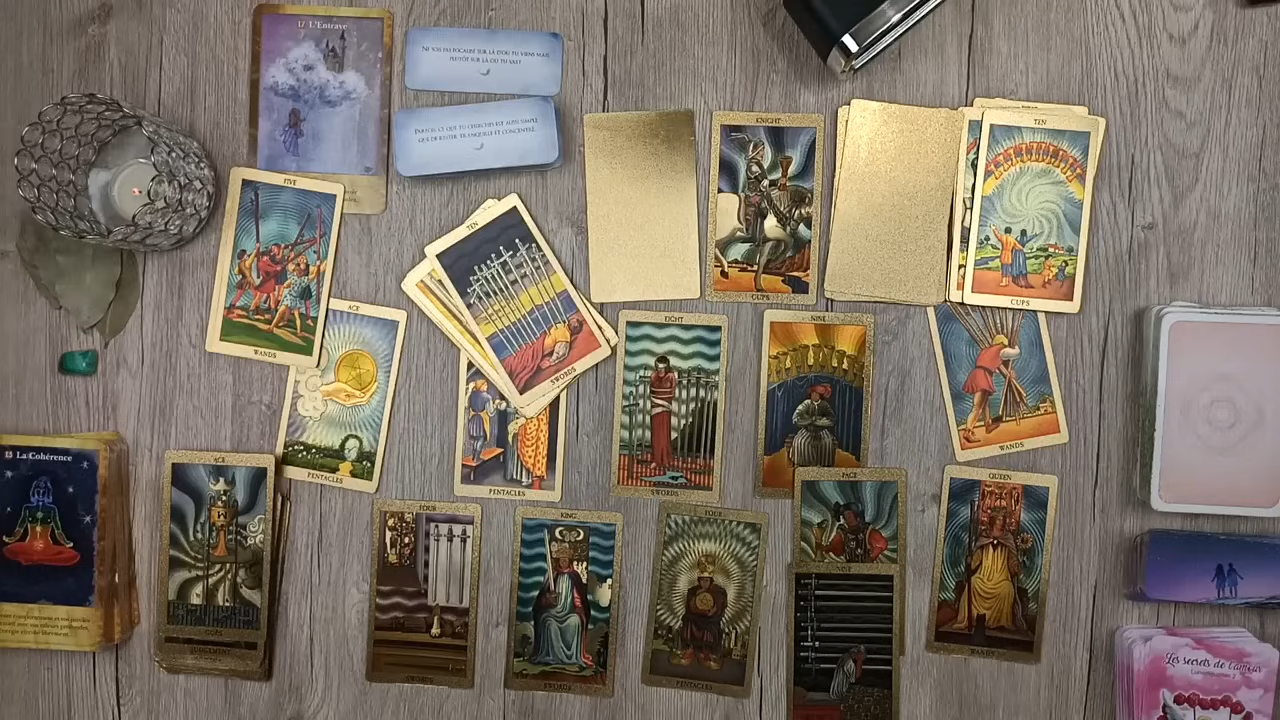 17 L'Entrave
NE SOIS PAS FOCALISÉ SUR LÀ D'OÙ TU VIENS MAIS
PLUTÔT SUR LÀ OÙ TU VAS !
PARFOIS, CE QUE TU CHERCHES EST AUSSI SIMPLE
QUE DE RESTER TRANQUILLE ET CONCENTRÉ.
KNIGHT
CUPS
TEN
CUPS
FIVE
WANDS
TEN
SWORDS
ACE
PENTACLES
PENTACLES
EIGHT
SWORDS
NINE
WANDS
13 La Cohérence
ACE
CUPS
JUDGEMENT
FOUR
SWORDS
KING
SWORDS
FOUR
PENTACLES
PAGE
NINE
QUEEN
WANDS
Les secrets de l'amour